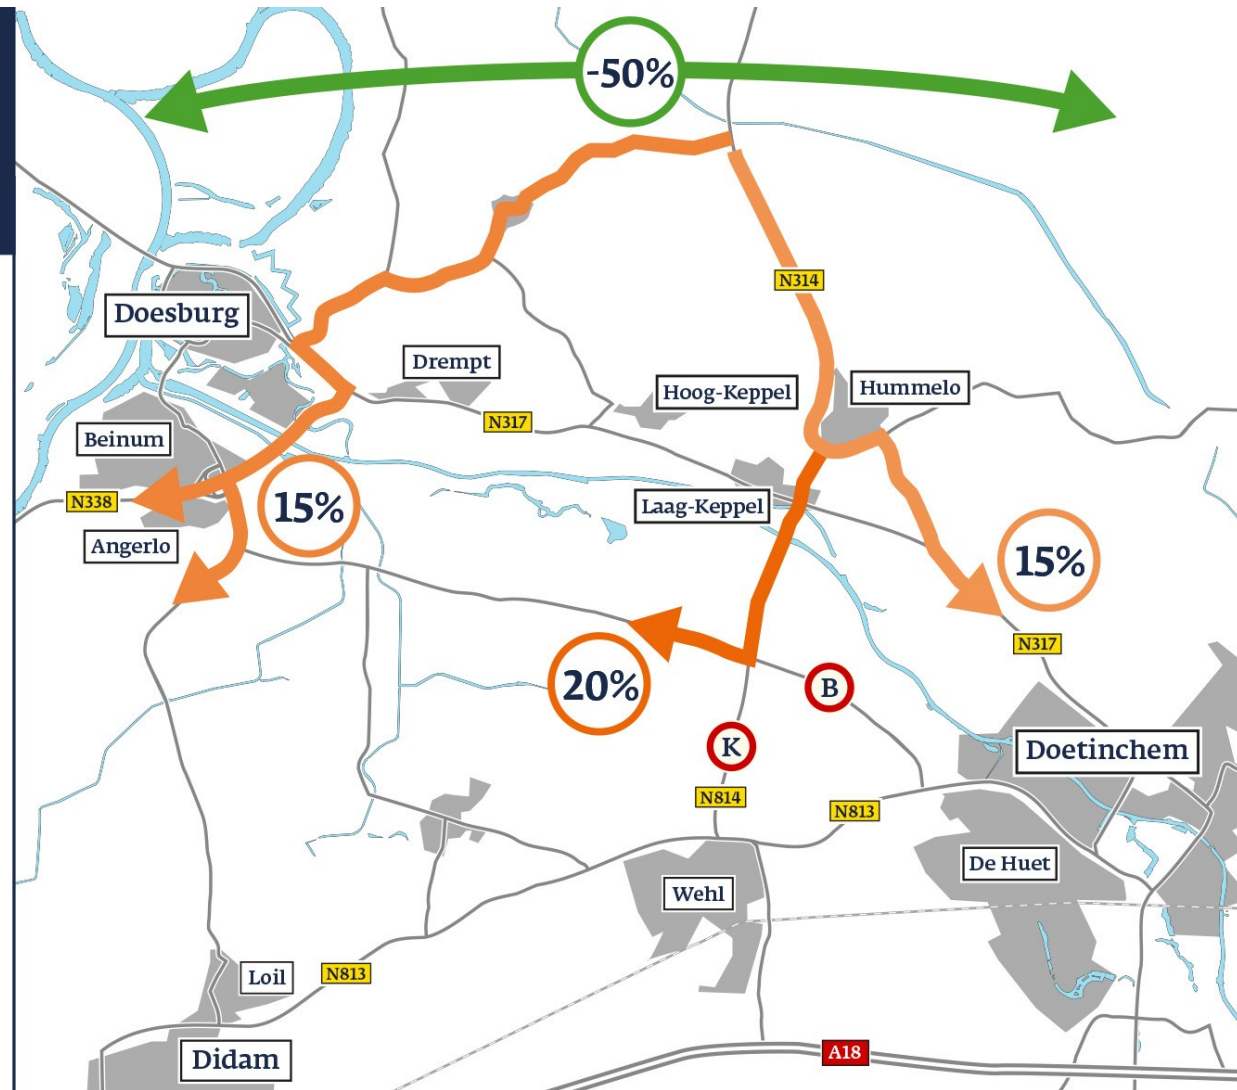 -50%
N314
Doesburg
Drempt
Hoog-Keppel
Hummelo
N317
Beinum
N338
15%
Laag-Keppel
Angerlo
15%
N317
20%
B
K
Doetinchem
N814
N813
De Huet
Wehl
Loil
N813
Didam
A18